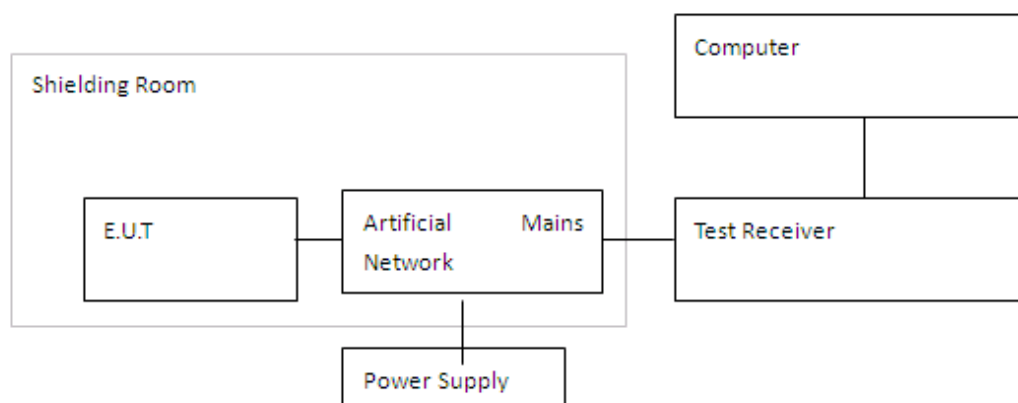 Computer
Shielding Room
E.U.T
Artificial Mains
Network
Test Receiver
Power Supply